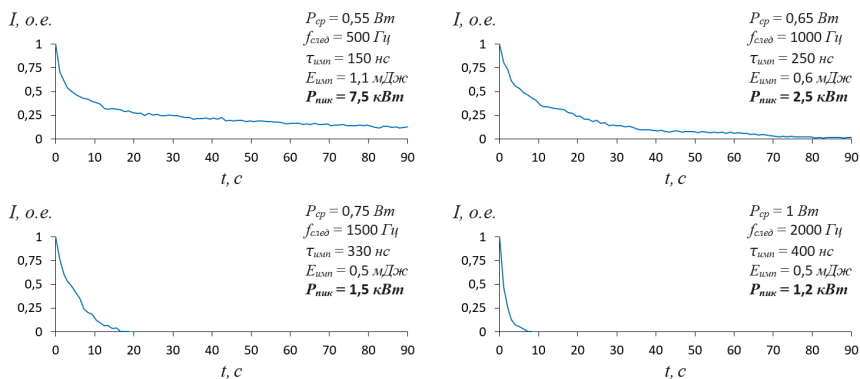 I, о.е.
P_ср = 0,55 Вт
f_след = 500 Гц
τ_имп = 150 нс
E_имп = 1,1 мДж
P_пик = 7,5 кВт
1
0,75
0,5
0,25
0
0 10 20 30 40 50 60 70 80 90
t, с
I, о.е.
P_ср = 0,65 Вт
f_след = 1000 Гц
τ_имп = 250 нс
E_имп = 0,6 мДж
P_пик = 2,5 кВт
1
0,75
0,5
0,25
0
0 10 20 30 40 50 60 70 80 90
t, с
I, о.е.
P_ср = 0,75 Вт
f_след = 1500 Гц
τ_имп = 330 нс
E_имп = 0,5 мДж
P_пик = 1,5 кВт
1
0,75
0,5
0,25
0
0 10 20 30 40 50 60 70 80 90
t, с
I, о.е.
P_ср = 1 Вт
f_след = 2000 Гц
τ_имп = 400 нс
E_имп = 0,5 мДж
P_пик = 1,2 кВт
1
0,75
0,5
0,25
0
0 10 20 30 40 50 60 70 80 90
t, с